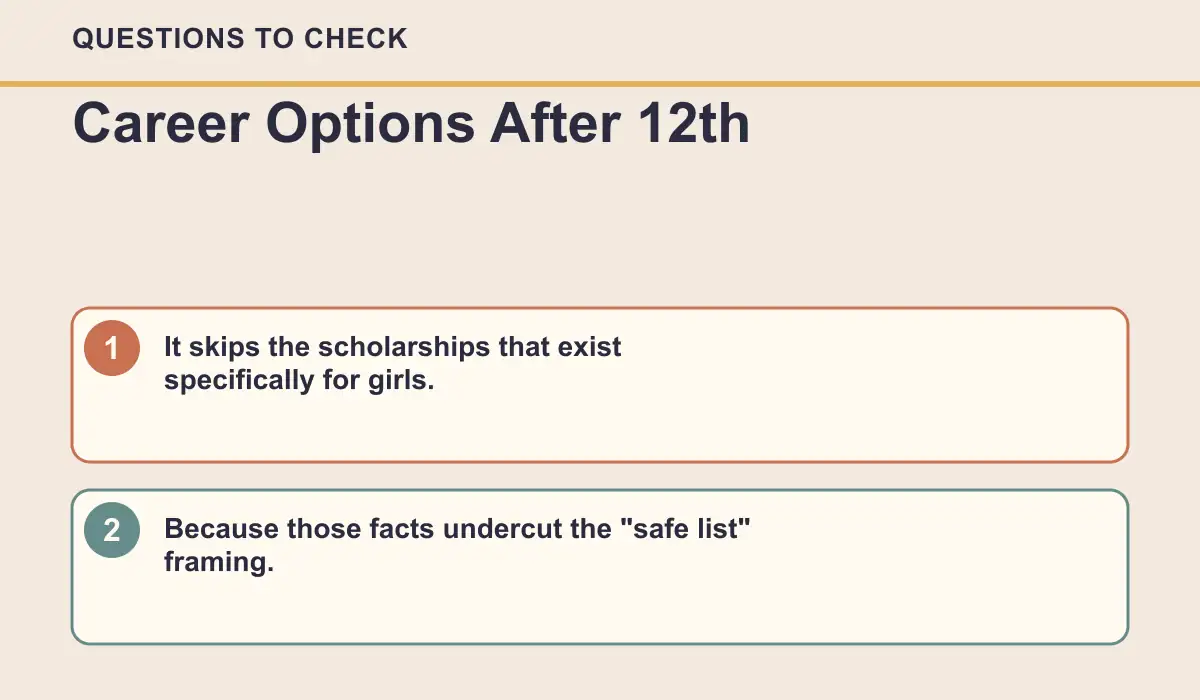 QUESTIONS TO CHECK
Career Options After 12th
1
It skips the scholarships that exist
specifically for girls.
2
Because those facts undercut the "safe list"
framing.